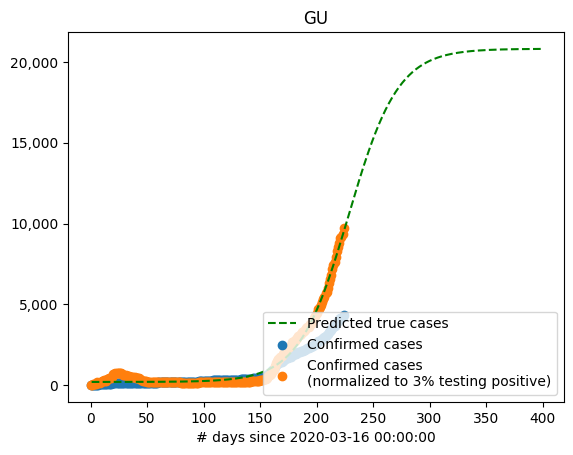 GU
20,000
15,000
10,000
5,000
0
Predicted true cases
Confirmed cases
Confirmed cases
(normalized to 3% testing positive)
0 50 100 150 200 250 300 350 400
# days since 2020-03-16 00:00:00